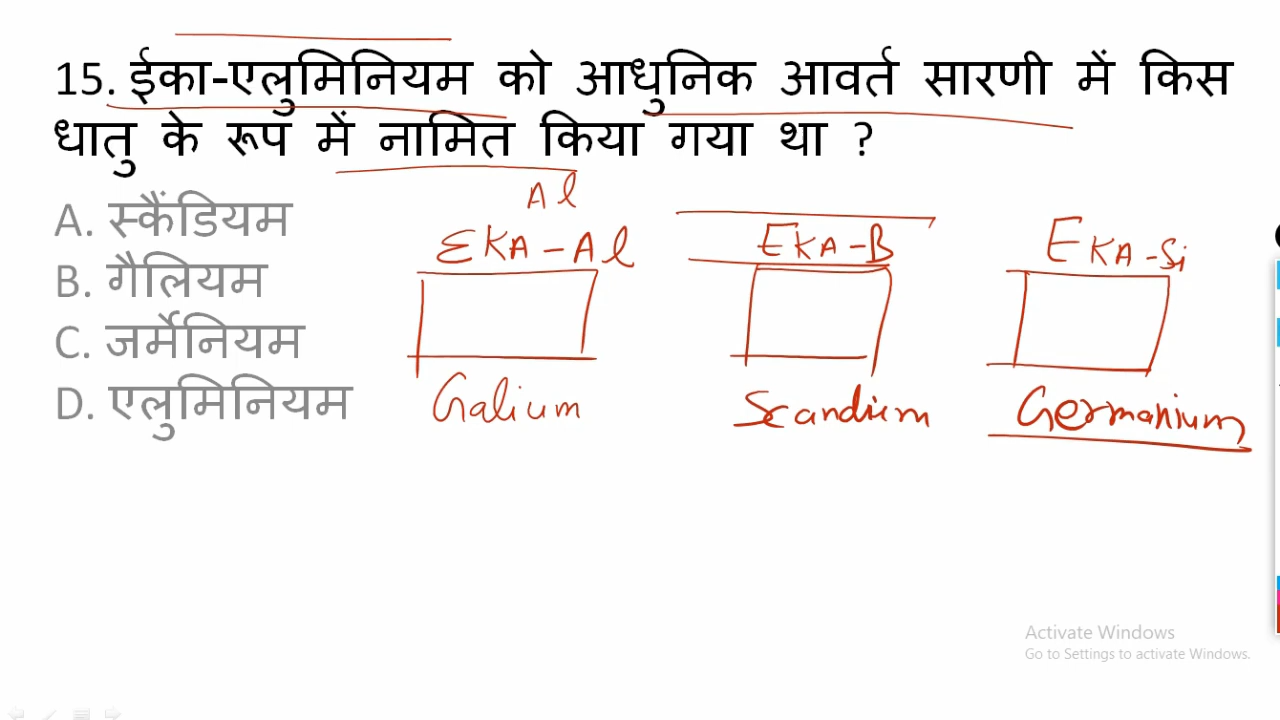 15. ईका-एलुमिनियम को आधुनिक आवर्त सारणी में किस
धातु के रूप में नामित किया गया था ?
A. स्कैंडियम
B. गैलियम
C. जर्मेनियम
D. एलुमिनियम
Al
EKA-Al
EKA-B
EKA-Si
Galium
Scandium
Germanium
Activate Windows
Go to Settings to activate Windows.